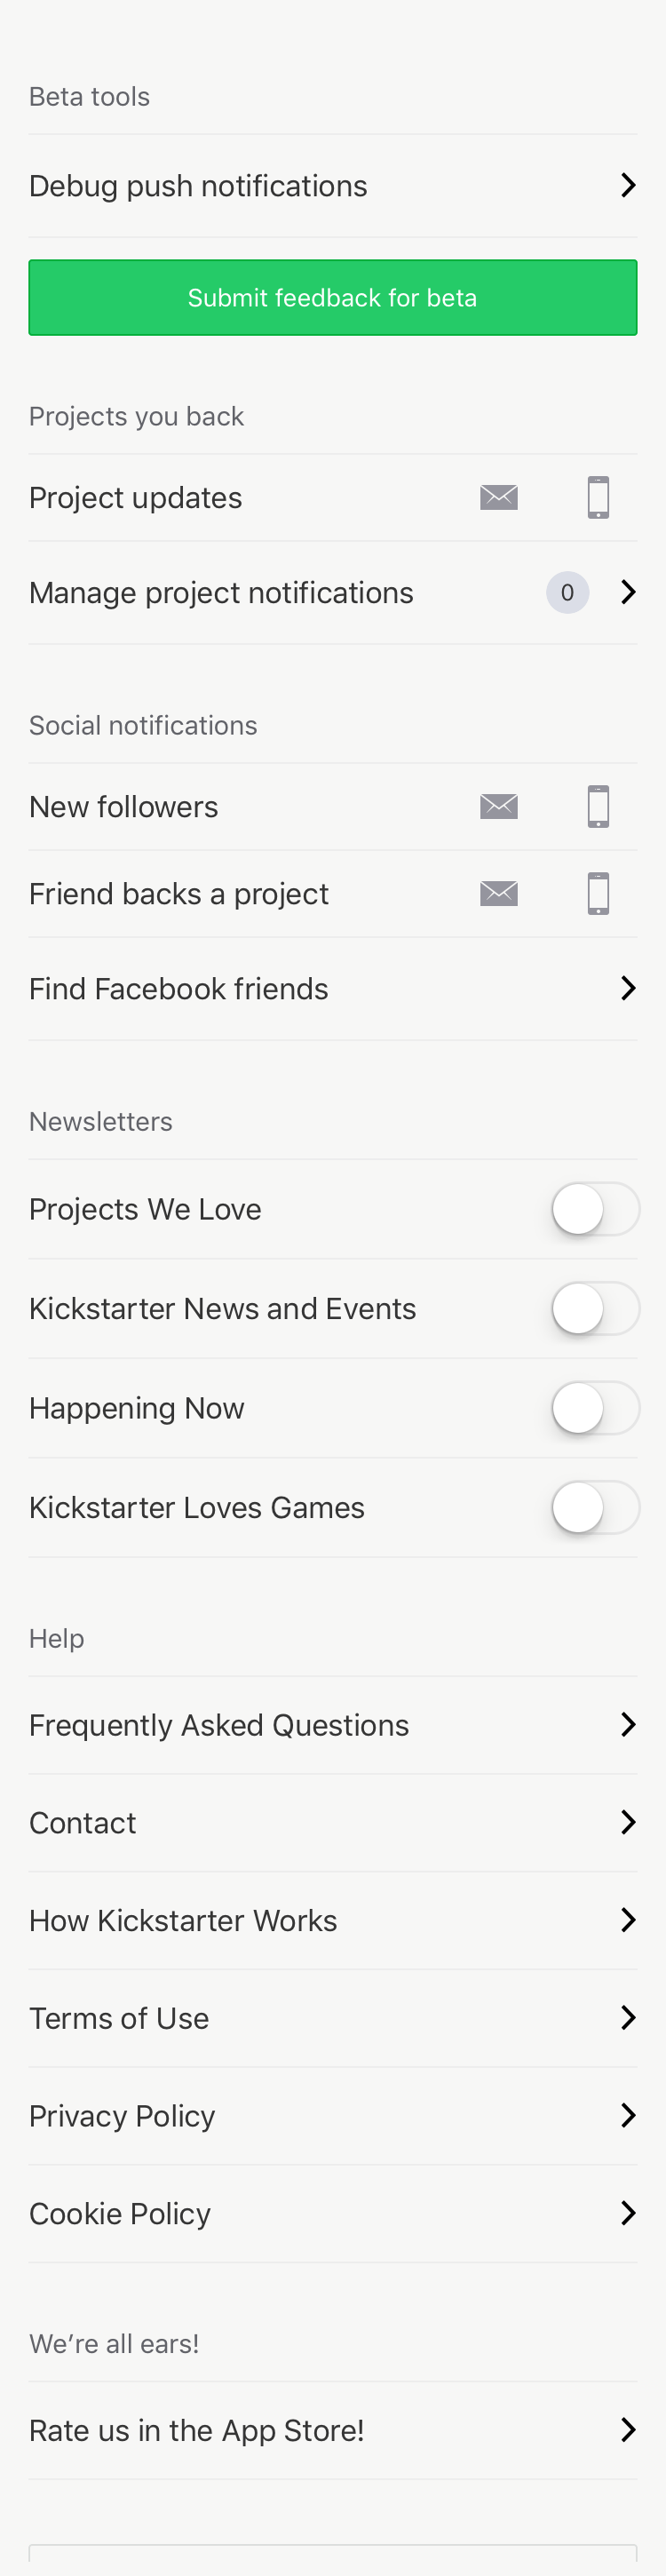 Beta tools
Debug push notifications
Submit feedback for beta
Projects you back
Project updates
Manage project notifications 0
Social notifications
New followers
Friend backs a project
Find Facebook friends
Newsletters
Projects We Love
Kickstarter News and Events
Happening Now
Kickstarter Loves Games
Help
Frequently Asked Questions
Contact
How Kickstarter Works
Terms of Use
Privacy Policy
Cookie Policy
We’re all ears!
Rate us in the App Store!